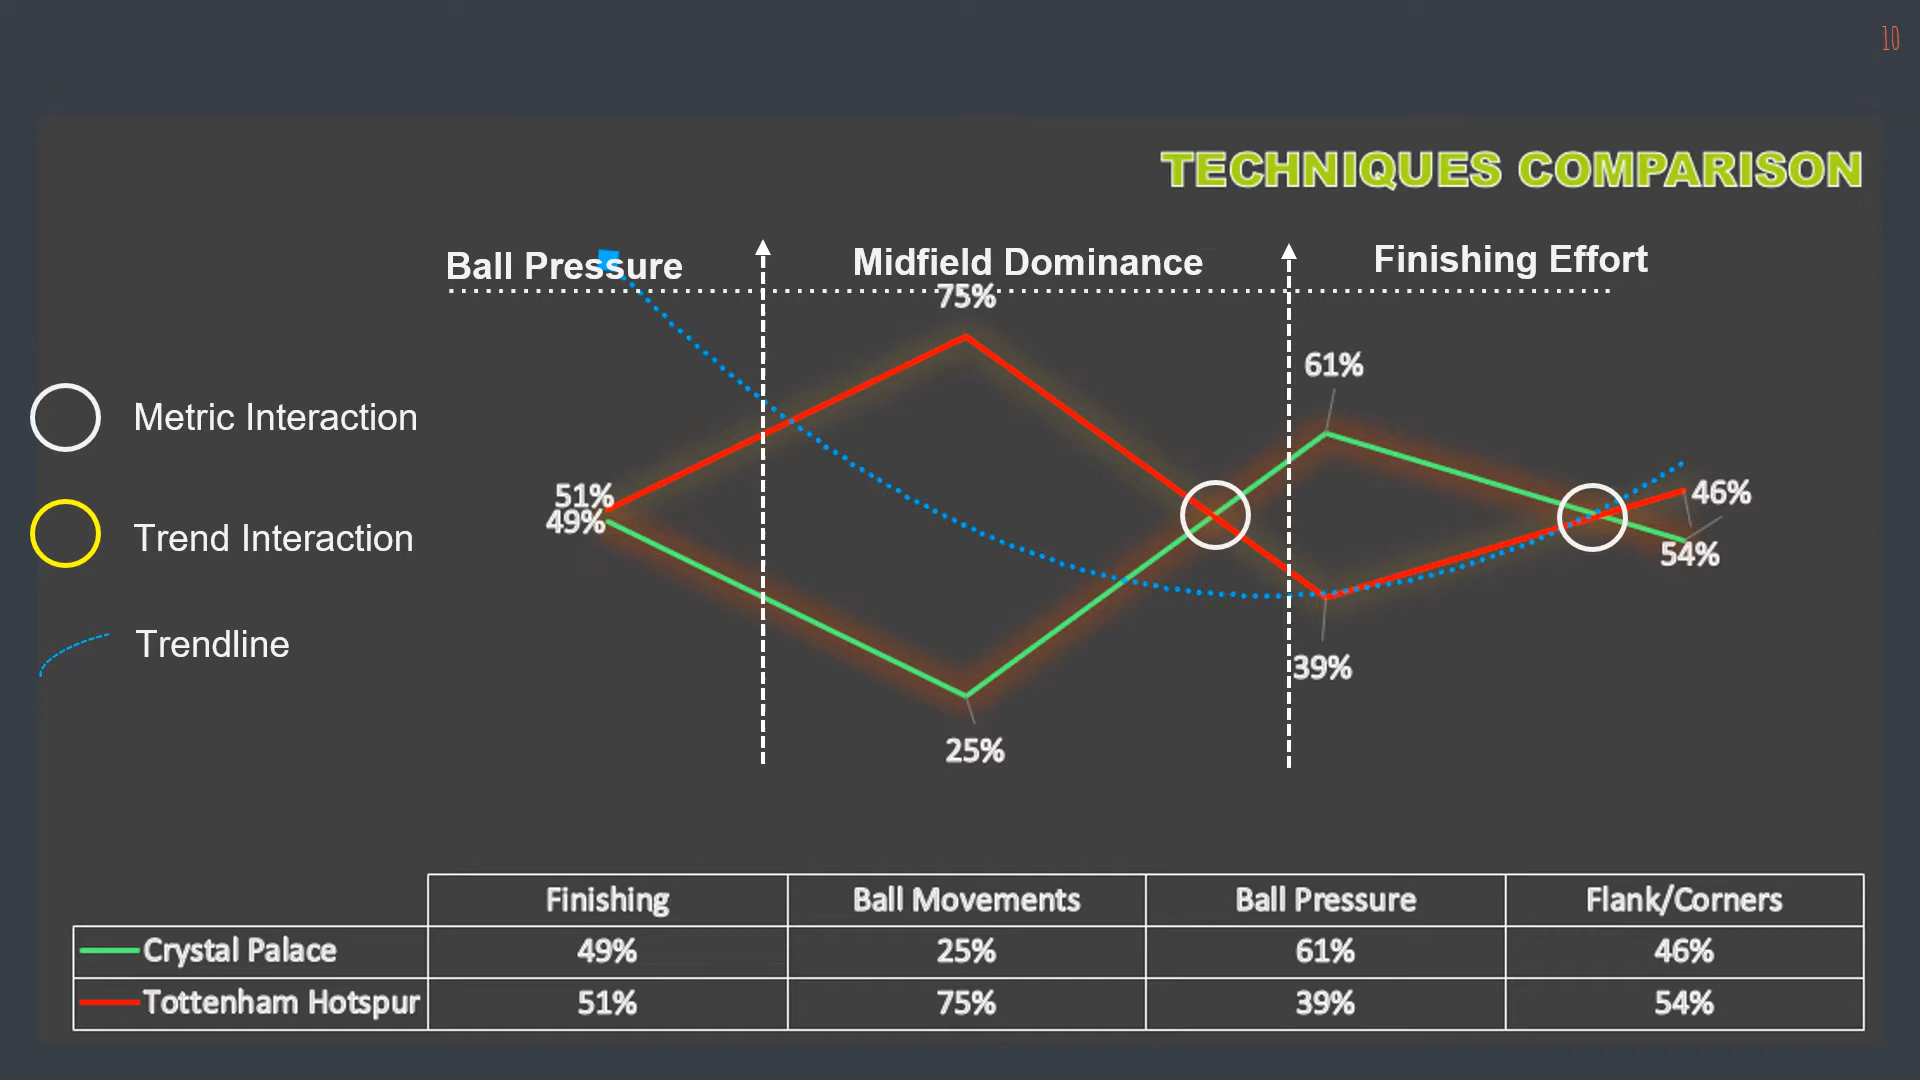 10
TECHNIQUES COMPARISON
Ball Pressure
Midfield Dominance
Finishing Effort
75%
61%
Metric Interaction
51%
46%
49%
Trend Interaction
54%
Trendline
39%
25%
Finishing Ball Movements Ball Pressure Flank/Corners
Crystal Palace 49% 25% 61% 46%
Tottenham Hotspur 51% 75% 39% 54%